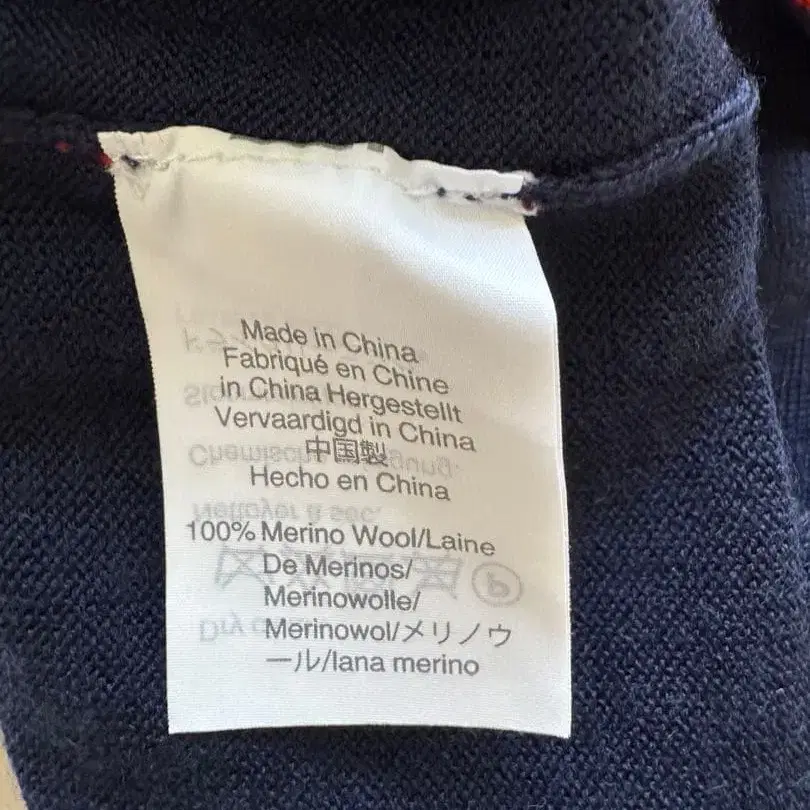 Made in China
Fabriqué en Chine
in China Hergestellt
Vervaardigd in China
中国製
Hecho en China
100% Merino Wool/Laine
De Merinos/
Merinowolle/
Merinowol/メリノウ
ール/lana merino